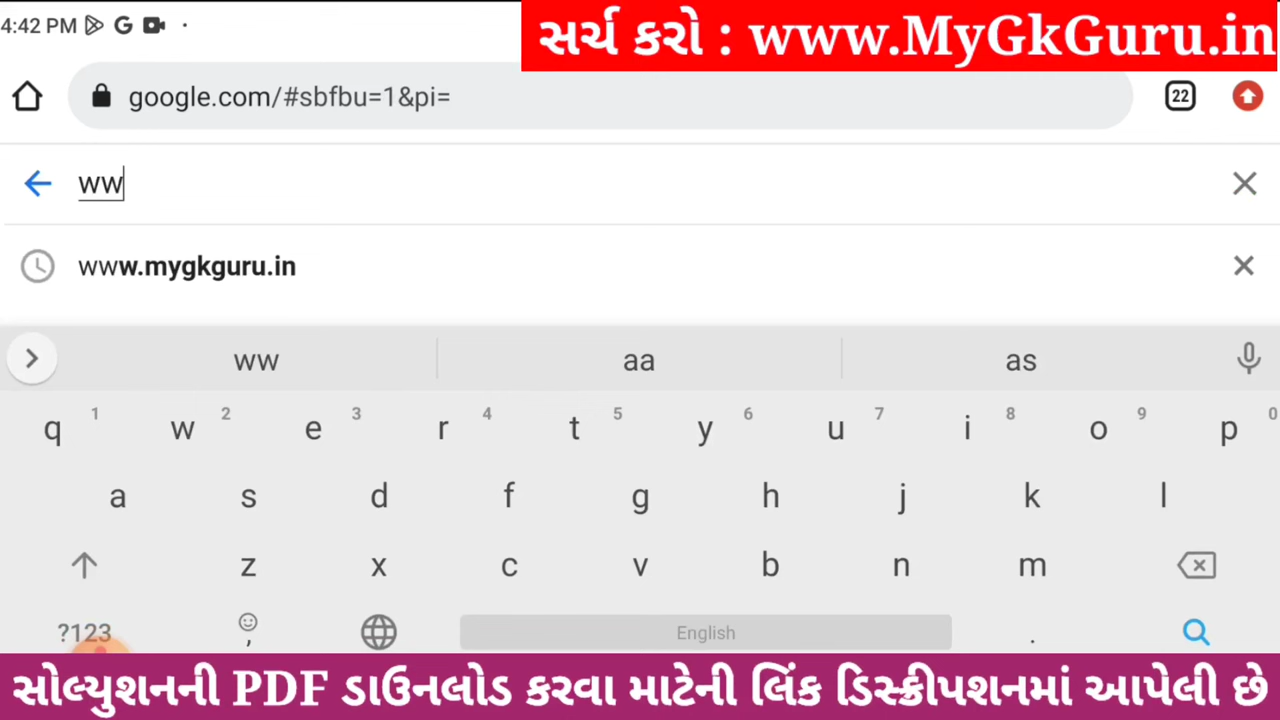 4:42 PM
સર્ચ કરો : www.MyGkGuru.in
google.com/#sbfbu=1&pi=
22
ww
www.mygkguru.in
ww aa as
q 1 w 2 e 3 r 4 t 5 y 6 u 7 i 8 o 9 p 0
a s d f g h j k l
z x c v b n m
?123 , English .
સોલ્યુશનની PDF ડાઉનલોડ કરવા માટેની લિંક ડિસ્ક્રીપશનમાં આપેલી છે